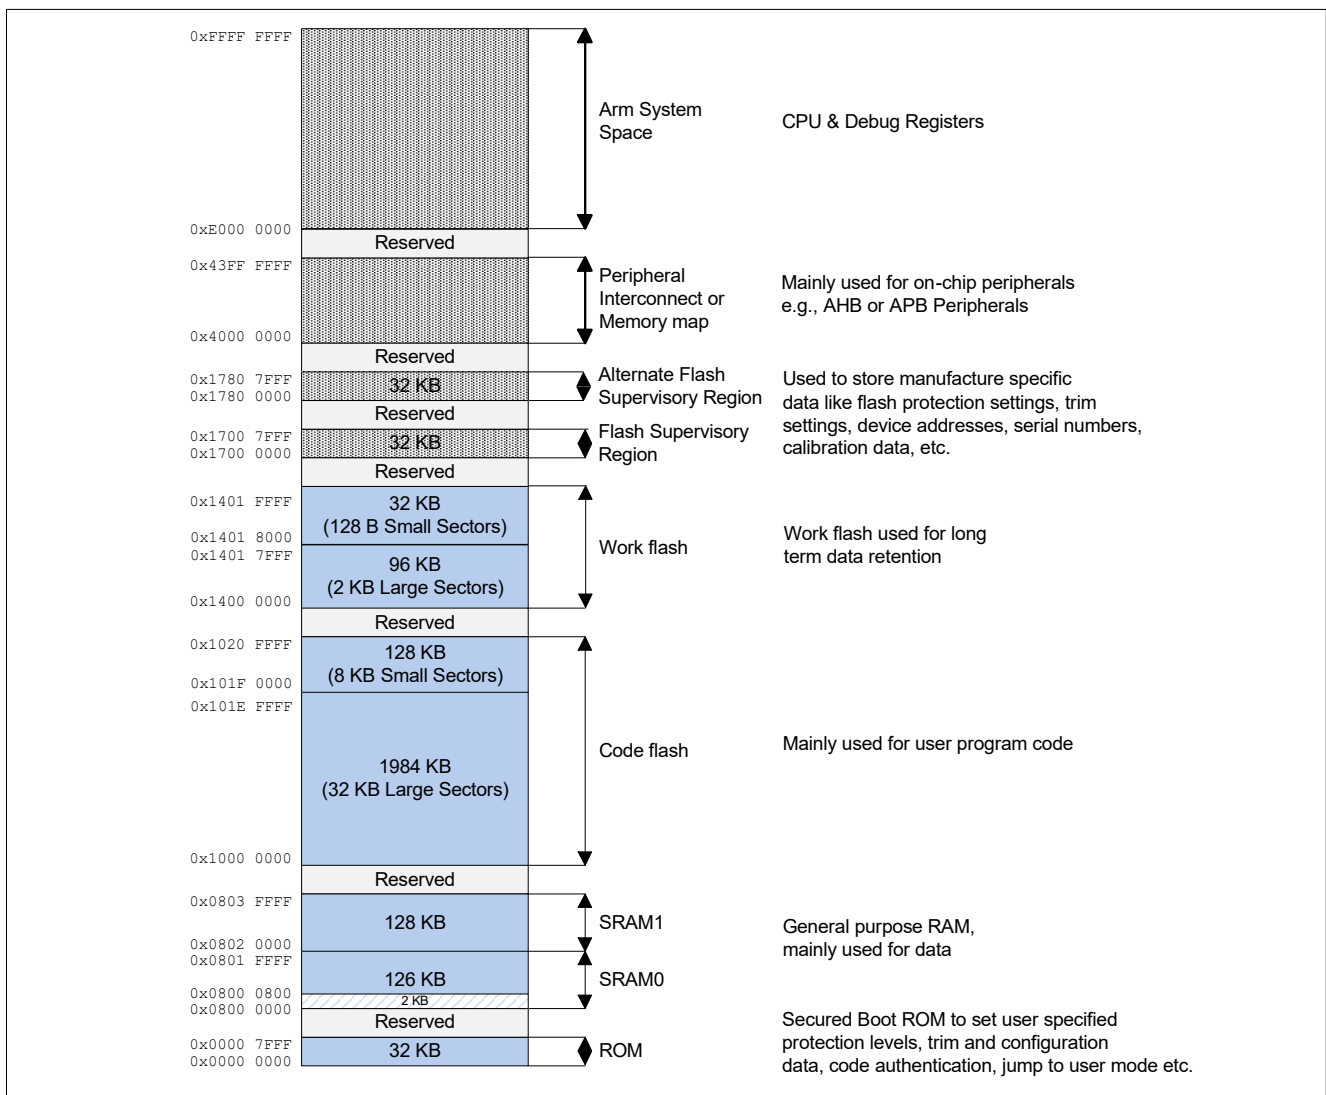 0xFFFF FFFF
Arm System
Space
CPU & Debug Registers
0xE000 0000
Reserved
0x43FF FFFF
Peripheral
Interconnect or
Memory map
Mainly used for on-chip peripherals
e.g., AHB or APB Peripherals
0x4000 0000
Reserved
0x1780 7FFF
32 KB
0x1780 0000
Alternate Flash
Supervisory Region
Used to store manufacture specific
data like flash protection settings, trim
settings, device addresses, serial numbers,
calibration data, etc.
Reserved
0x1700 7FFF
32 KB
0x1700 0000
Flash Supervisory
Region
Reserved
0x1401 FFFF
32 KB
(128 B Small Sectors)
0x1401 8000
0x1401 7FFF
96 KB
(2 KB Large Sectors)
0x1400 0000
Work flash
Work flash used for long
term data retention
Reserved
0x1020 FFFF
128 KB
(8 KB Small Sectors)
0x101F 0000
0x101E FFFF
1984 KB
(32 KB Large Sectors)
Code flash
Mainly used for user program code
0x1000 0000
Reserved
0x0803 FFFF
128 KB
SRAM1
0x0802 0000
General purpose RAM,
mainly used for data
0x0801 FFFF
126 KB
SRAM0
0x0800 0800
2 KB
0x0800 0000
Reserved
0x0000 7FFF
32 KB
0x0000 0000
ROM
Secured Boot ROM to set user specified
protection levels, trim and configuration
data, code authentication, jump to user mode etc.